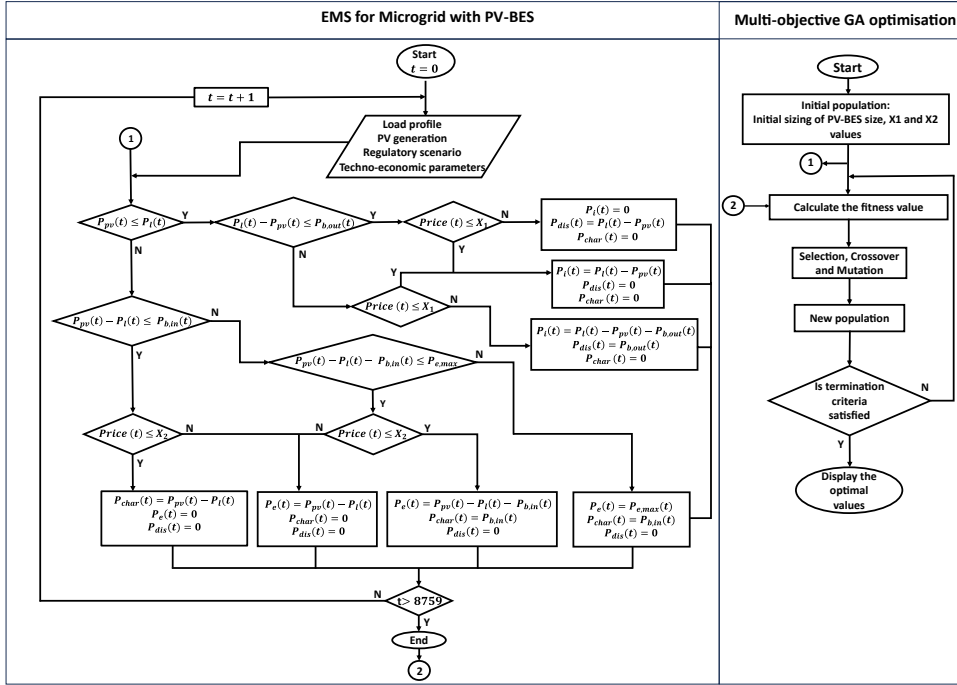 EMS for Microgrid with PV-BES
Start
t = 0
t = t + 1
1
Load profile
PV generation
Regulatory scenario
Techno-economic parameters
P_pv(t) ≤ P_l(t)
Y
P_l(t) − P_pv(t) ≤ P_b,out(t)
Y
Price (t) ≤ X_1
N
P_l(t) = 0
P_dis(t) = P_l(t) − P_pv(t)
P_char (t) = 0
N
N
Y
Y
Price (t) ≤ X_1
N
P_i(t) = P_l(t) − P_pv(t)
P_dis(t) = 0
P_char (t) = 0
P_l(t) = P_l(t) − P_pv(t) − P_b,out(t)
P_dis(t) = P_b,out(t)
P_char (t) = 0
P_pv(t) − P_l(t) ≤ P_b,in(t)
N
Y
P_pv(t) − P_l(t) − P_b,in(t) ≤ P_e,max
N
Y
Price (t) ≤ X_2
N
Y
N
Price (t) ≤ X_2
Y
P_char(t) = P_pv(t) − P_l(t)
P_e(t) = 0
P_dis(t) = 0
P_e(t) = P_pv(t) − P_l(t)
P_char(t) = 0
P_dis(t) = 0
P_e(t) = P_pv(t) − P_l(t) − P_b,in(t)
P_char(t) = P_b,in(t)
P_dis(t) = 0
P_e(t) = P_e,max(t)
P_char(t) = P_b,in(t)
P_dis(t) = 0
N
t> 8759
Y
End
2
Multi-objective GA optimisation
Start
Initial population:
Initial sizing of PV-BES size, X1 and X2
values
1
2
Calculate the fitness value
Selection, Crossover
and Mutation
New population
Is termination
criteria
satisfied
N
Y
Display the
optimal
values